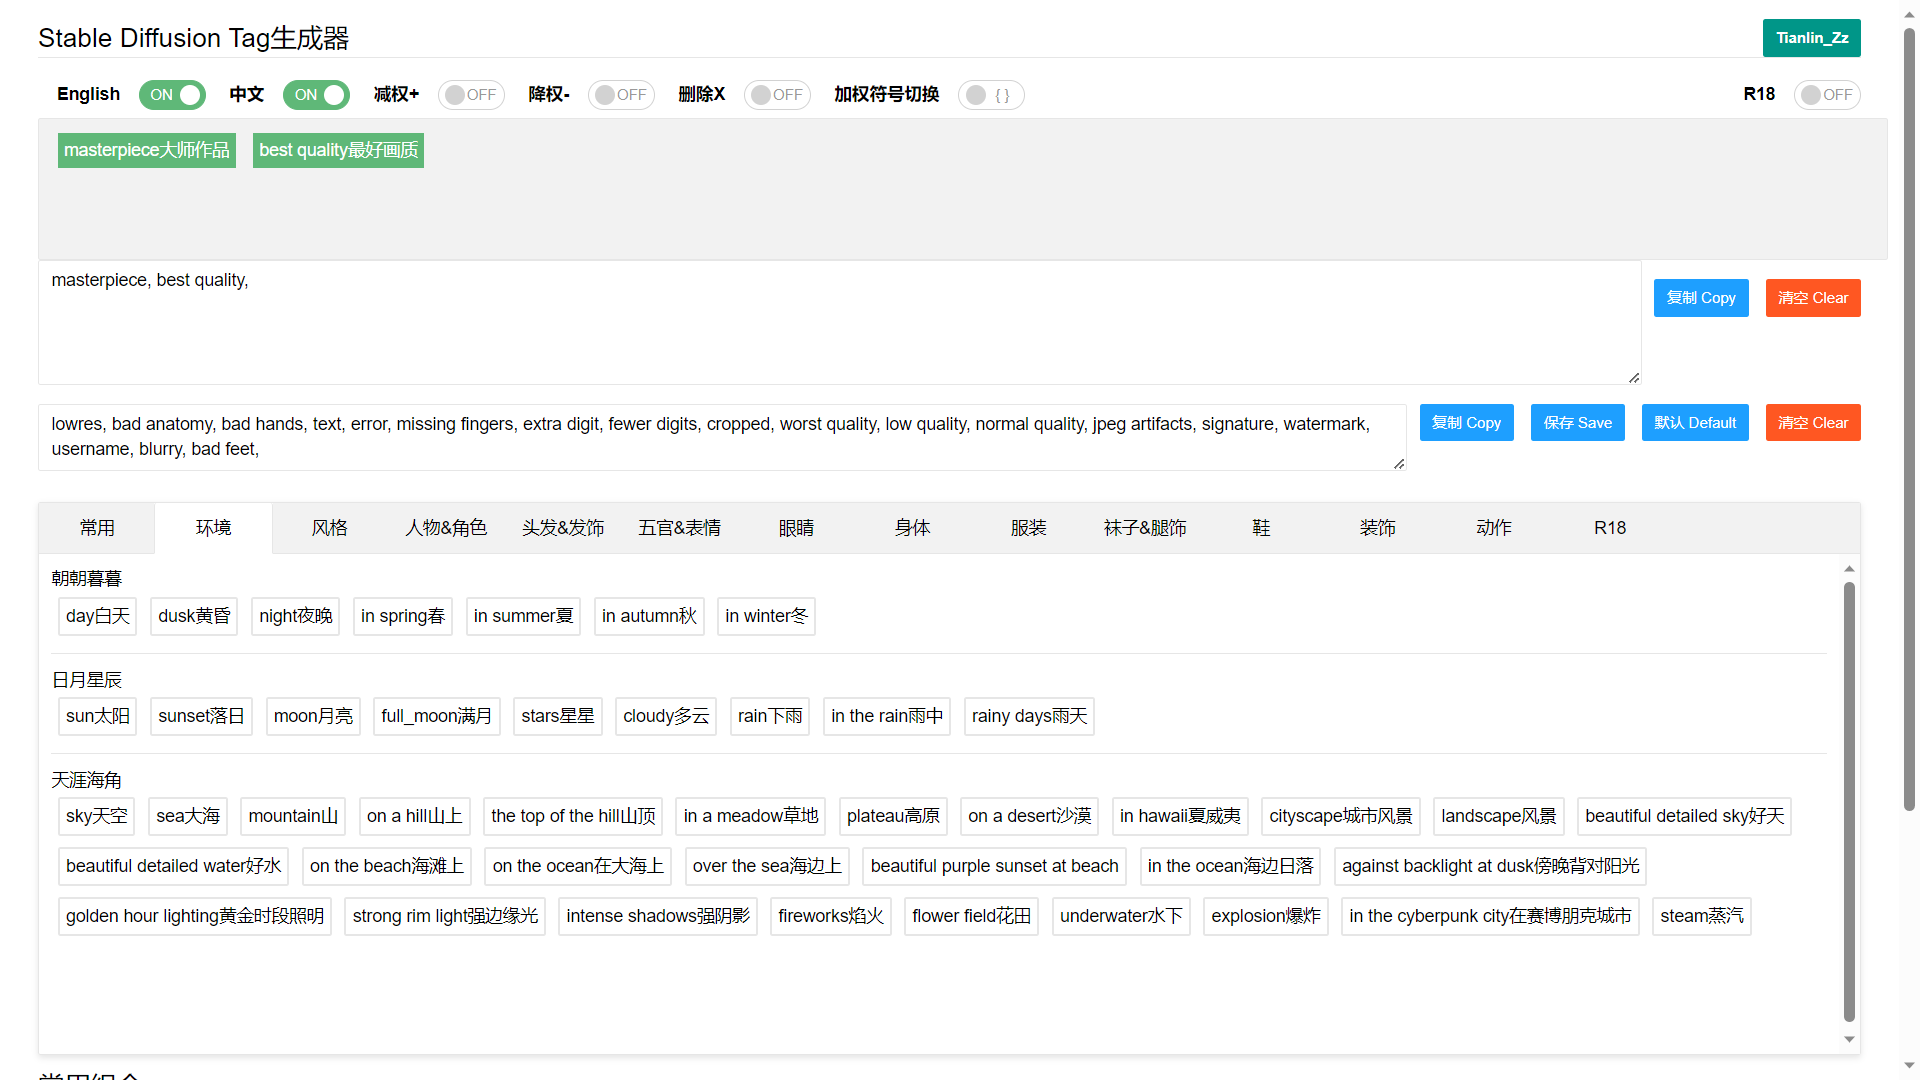 Stable Diffusion Tag生成器
Tianlin_Zz
English ON 中文 ON 减权+ OFF 降权- OFF 删除X OFF 加权符号切换 { } R18 OFF
masterpiece大师作品 best quality最好画质
masterpiece, best quality,
复制 Copy 清空 Clear
lowres, bad anatomy, bad hands, text, error, missing fingers, extra digit, fewer digits, cropped, worst quality, low quality, normal quality, jpeg artifacts, signature, watermark,
username, blurry, bad feet,
复制 Copy 保存 Save 默认 Default 清空 Clear
常用 环境 风格 人物&角色 头发&发饰 五官&表情 眼睛 身体 服装 袜子&腿饰 鞋 装饰 动作 R18
朝朝暮暮
day白天 dusk黄昏 night夜晚 in spring春 in summer夏 in autumn秋 in winter冬
日月星辰
sun太阳 sunset落日 moon月亮 full_moon满月 stars星星 cloudy多云 rain下雨 in the rain雨中 rainy days雨天
天涯海角
sky天空 sea大海 mountain山 on a hill山上 the top of the hill山顶 in a meadow草地 plateau高原 on a desert沙漠 in hawaii夏威夷 cityscape城市风景 landscape风景 beautiful detailed sky好天
beautiful detailed water好水 on the beach海滩上 on the ocean在大海上 over the sea海边上 beautiful purple sunset at beach in the ocean海边日落 against backlight at dusk傍晚背对阳光
golden hour lighting黄金时段照明 strong rim light强边缘光 intense shadows强阴影 fireworks焰火 flower field花田 underwater水下 explosion爆炸 in the cyberpunk city在赛博朋克城市 steam蒸汽